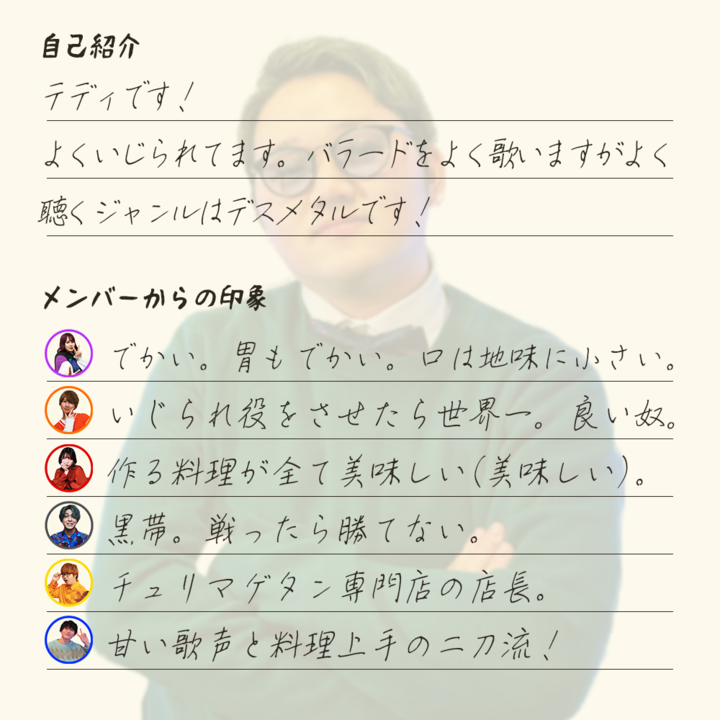 自己紹介
テディです！
よくいじられてます。バラードをよく歌いますがよく
聴くジャンルはデスメタルです！
メンバーからの印象
でかい。胃もでかい。口は地味に小さい。
いじられ役をさせたら世界一。良い奴。
作る料理が全て美味しい(美味しい)。
黒帯。戦ったら勝てない。
チュリマゲタン専門店の店長。
甘い歌声と料理上手の二刀流！